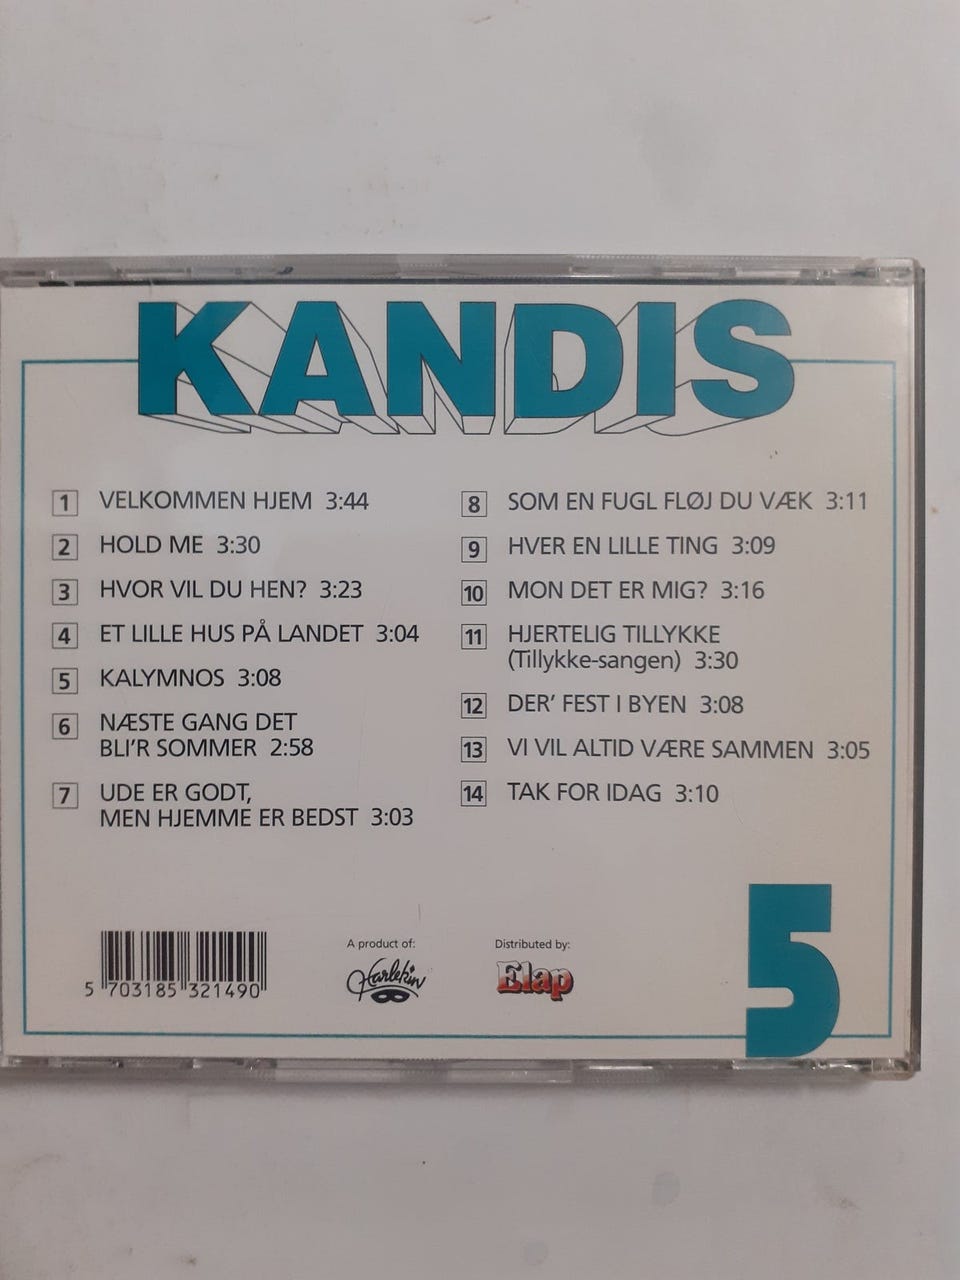 KANDIS
1 VELKOMMEN HJEM 3:44
2 HOLD ME 3:30
3 HVOR VIL DU HEN? 3:23
4 ET LILLE HUS PÅ LANDET 3:04
5 KALYMNOS 3:08
6 NÆSTE GANG DET
BLI'R SOMMER 2:58
7 UDE ER GODT,
MEN HJEMME ER BEDST 3:03
8 SOM EN FUGL FLØJ DU VÆK 3:11
9 HVER EN LILLE TING 3:09
10 MON DET ER MIG? 3:16
11 HJERTELIG TILLYKKE
(Tillykke-sangen) 3:30
12 DER' FEST I BYEN 3:08
13 VI VIL ALTID VÆRE SAMMEN 3:05
14 TAK FOR IDAG 3:10
5 703185 321490
A product of:
Harlekin
Distributed by:
Elap
5